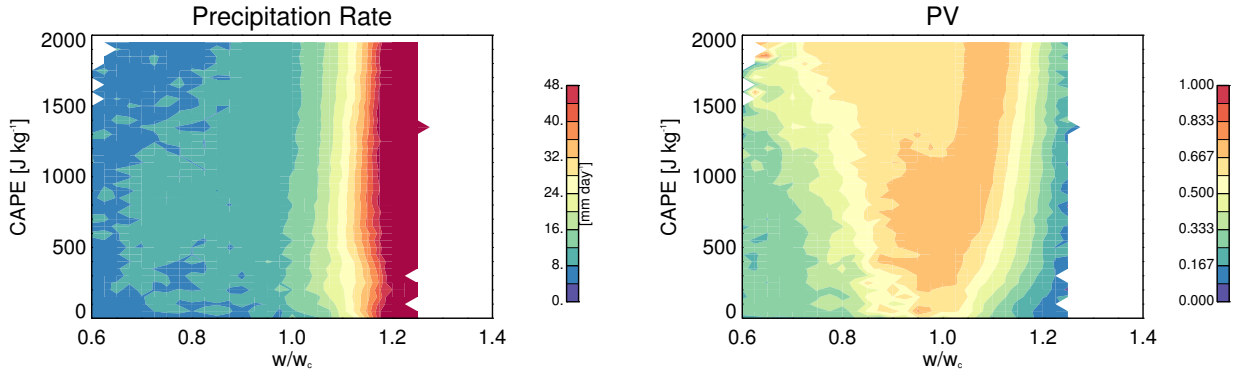 Precipitation Rate
2000
1500
1000
500
0
CAPE [J kg⁻¹]
0.6 0.8 1.0 1.2 1.4
w/w꜀
48.
40.
32.
24.
16.
8.
0.
[mm day⁻¹]
PV
2000
1500
1000
500
0
CAPE [J kg⁻¹]
0.6 0.8 1.0 1.2 1.4
w/w꜀
1.000
0.833
0.667
0.500
0.333
0.167
0.000